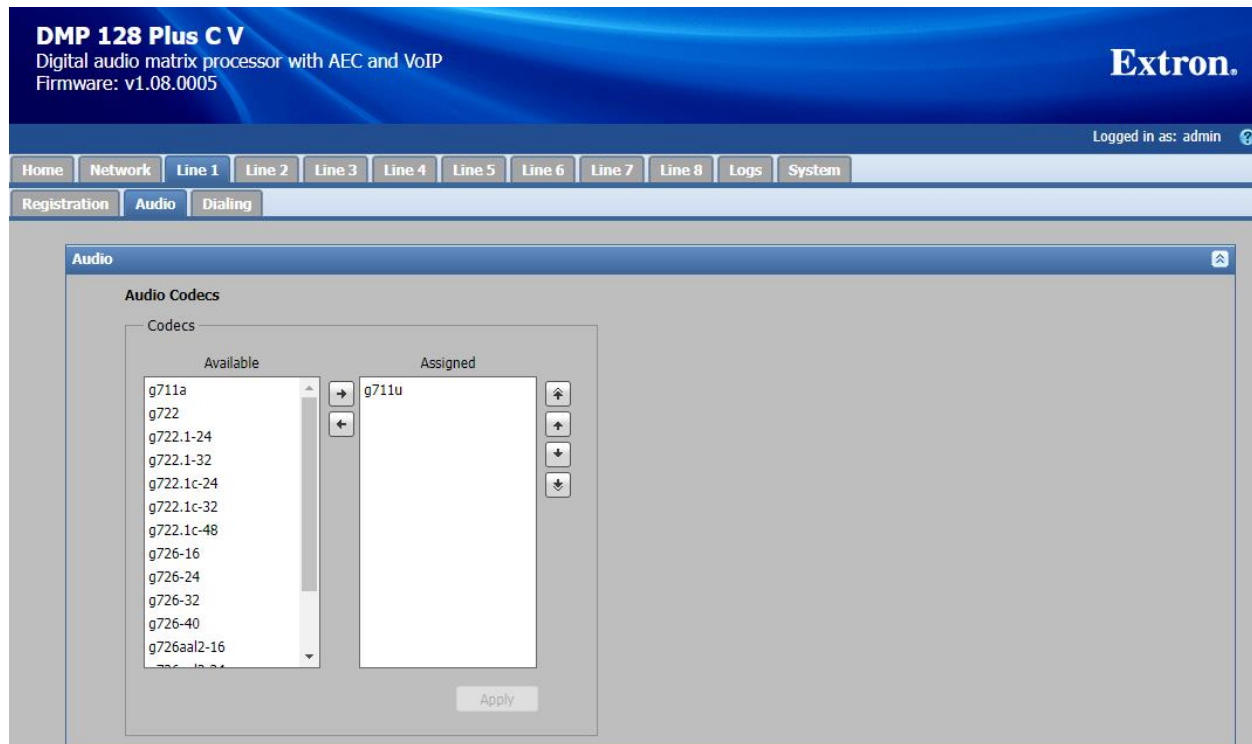 DMP 128 Plus C V
Digital audio matrix processor with AEC and VoIP
Firmware: v1.08.0005
Extron®
Logged in as: admin
Home Network Line 1 Line 2 Line 3 Line 4 Line 5 Line 6 Line 7 Line 8 Logs System
Registration Audio Dialing
Audio
Audio Codecs
Codecs
Available Assigned
g711a g711u
g722
g722.1-24
g722.1-32
g722.1c-24
g722.1c-32
g722.1c-48
g726-16
g726-24
g726-32
g726-40
g726aal2-16
Apply